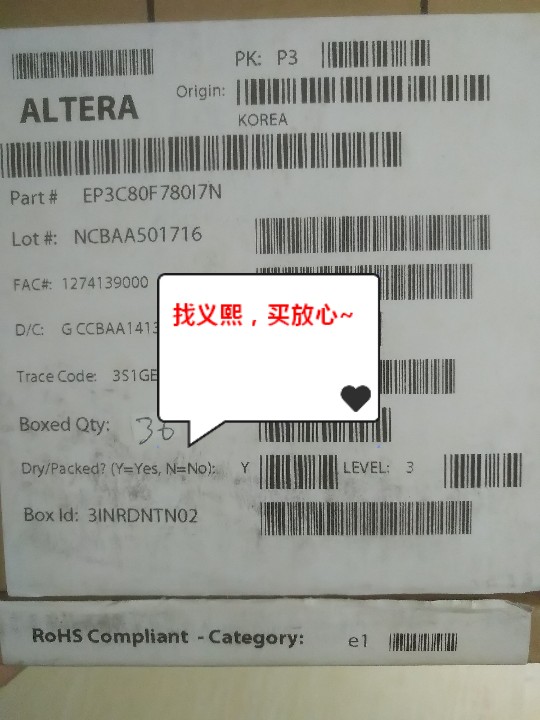 PK: P3
ALTERA
Origin:
KOREA
Part # EP3C80F780I7N
Lot #: NCBAA501716
FAC#: 1274139000
找义熙，买放心~
D/C: G CCBAA1413
Trace Code: 3S1GE
Boxed Qty: 36
Dry/Packed? (Y=Yes, N=No): Y LEVEL: 3
Box Id: 3INRDNTN02
RoHS Compliant - Category: e1